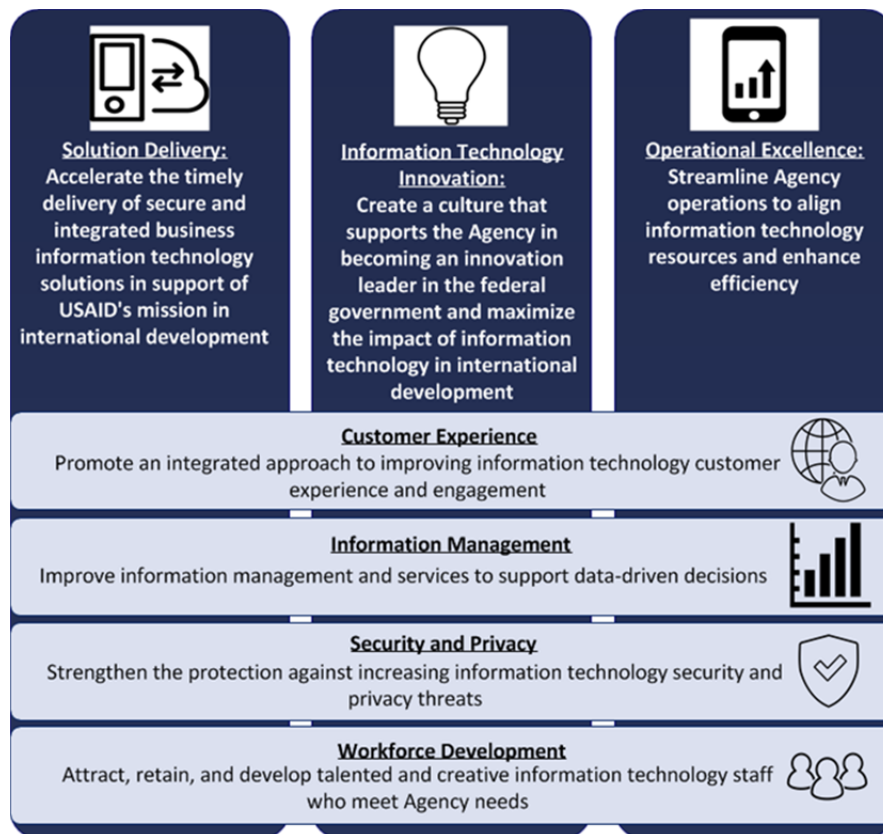 Solution Delivery:
Accelerate the timely
delivery of secure and
integrated business
information technology
solutions in support of
USAID's mission in
international development
Information Technology
Innovation:
Create a culture that
supports the Agency in
becoming an innovation
leader in the federal
government and maximize
the impact of information
technology in international
development
Operational Excellence:
Streamline Agency
operations to align
information technology
resources and enhance
efficiency
Customer Experience
Promote an integrated approach to improving information technology customer
experience and engagement
Information Management
Improve information management and services to support data-driven decisions
Security and Privacy
Strengthen the protection against increasing information technology security and
privacy threats
Workforce Development
Attract, retain, and develop talented and creative information technology staff
who meet Agency needs